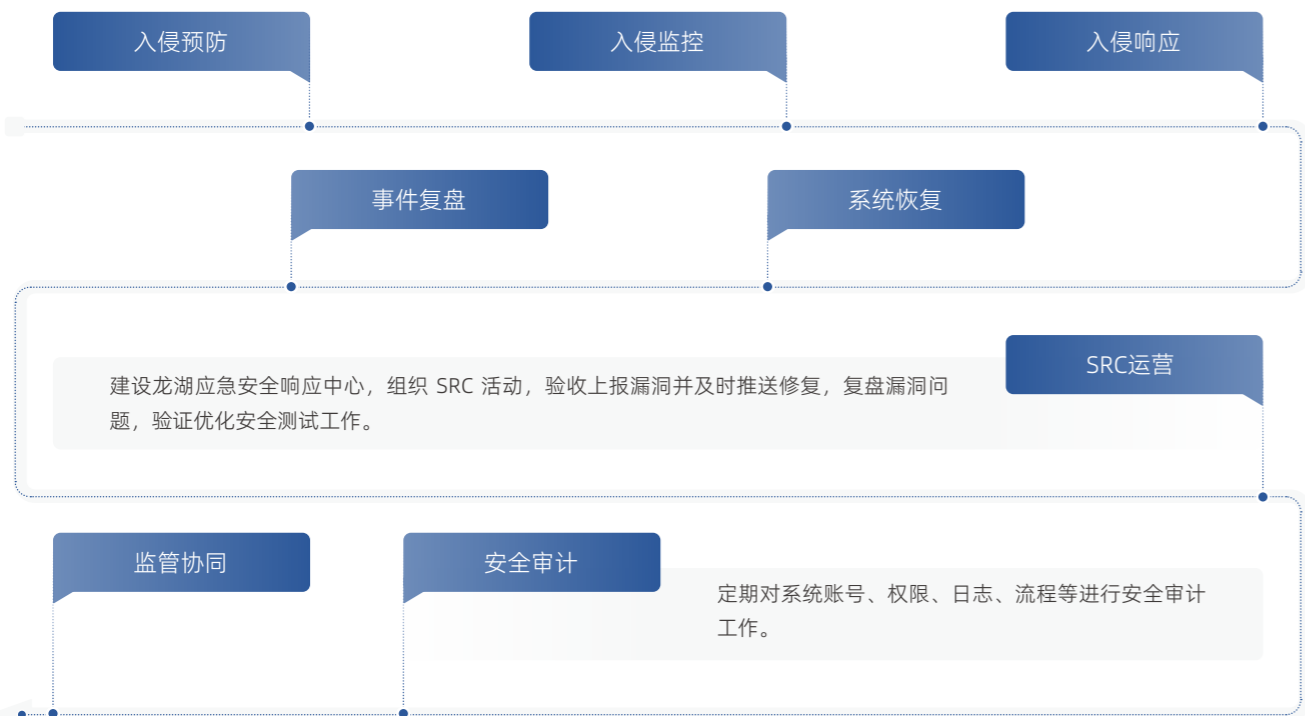 入侵预防
入侵监控
入侵响应
事件复盘
系统恢复
SRC运营
建设龙湖应急安全响应中心，组织 SRC 活动，验收上报漏洞并及时推送修复，复盘漏洞问
题，验证优化安全测试工作。
监管协同
安全审计
定期对系统账号、权限、日志、流程等进行安全审计
工作。